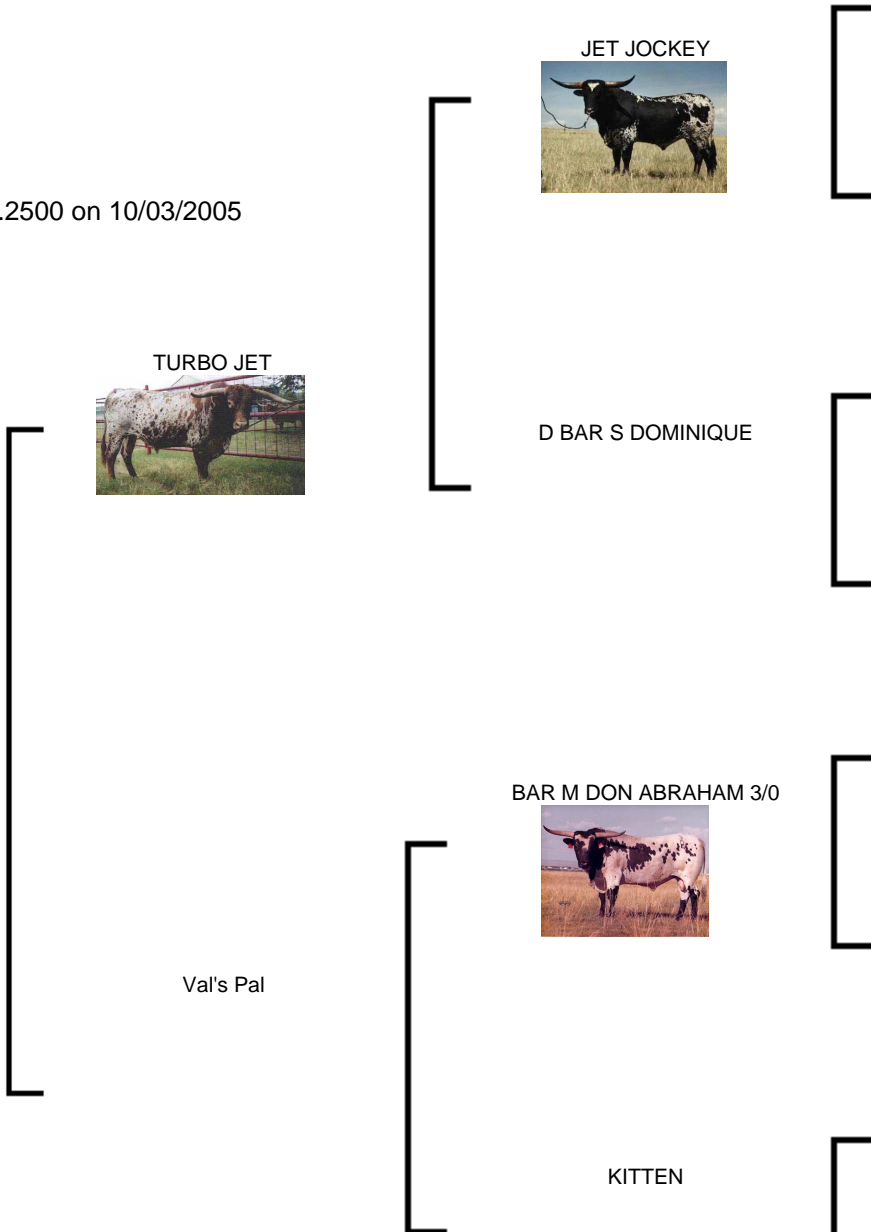 JET JOCKEY
.2500 on 10/03/2005
TURBO JET
D BAR S DOMINIQUE
BAR M DON ABRAHAM 3/0
Val's Pal
KITTEN